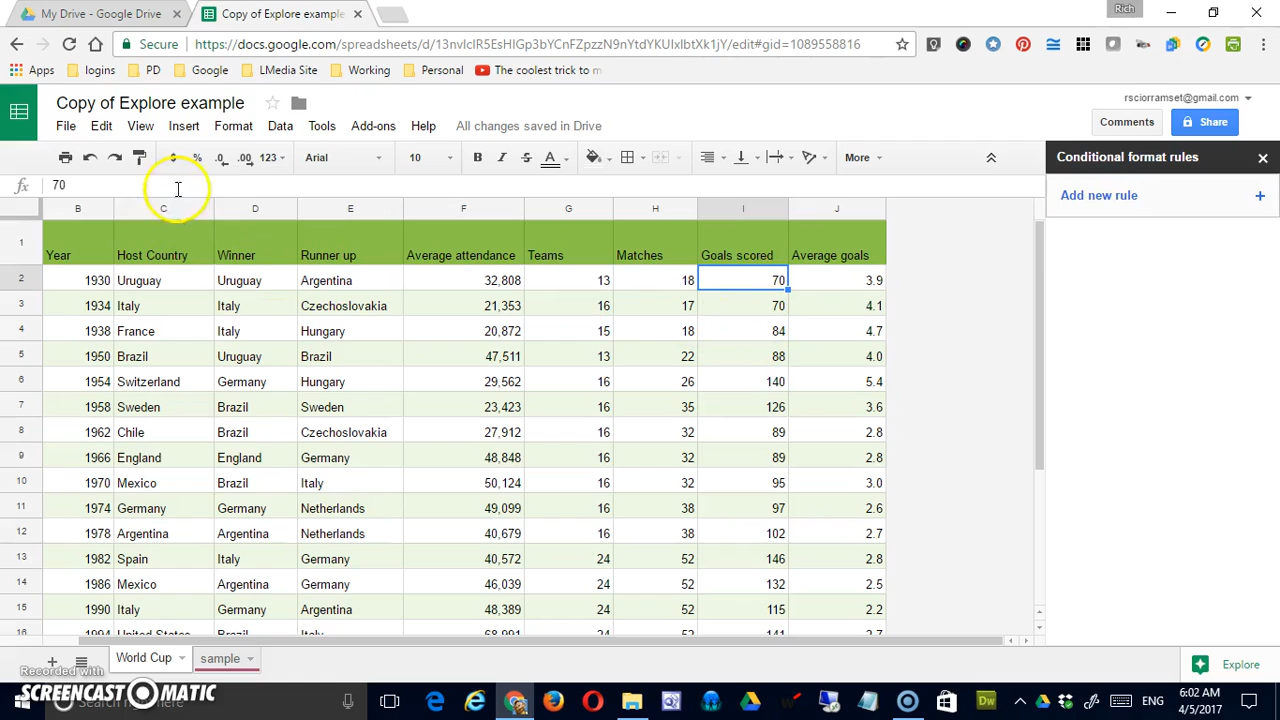 My Drive - Google Drive
Copy of Explore example
Rich
Secure
https://docs.google.com/spreadsheets/d/13nvlclR5EsHIGp3bYCnFZpzzN9nYtdYKUlxlbtXk1jY/edit#gid=1089558816
Apps
logins
PD
Google
LMedia Site
Working
Personal
The coolest trick to m
Copy of Explore example
rsciorramset@gmail.com
File Edit View Insert Format Data Tools Add-ons Help All changes saved in Drive
Comments
Share
$ % .0 .00 123 Arial 10 B I S A More
Conditional format rules
fx 70
Add new rule +
B C D E F G H I J
1 Year Host Country Winner Runner up Average attendance Teams Matches Goals scored Average goals
2 1930 Uruguay Uruguay Argentina 32,808 13 18 70 3.9
3 1934 Italy Italy Czechoslovakia 21,353 16 17 70 4.1
4 1938 France Italy Hungary 20,872 15 18 84 4.7
5 1950 Brazil Uruguay Brazil 47,511 13 22 88 4.0
6 1954 Switzerland Germany Hungary 29,562 16 26 140 5.4
7 1958 Sweden Brazil Sweden 23,423 16 35 126 3.6
8 1962 Chile Brazil Czechoslovakia 27,912 16 32 89 2.8
9 1966 England England Germany 48,848 16 32 89 2.8
10 1970 Mexico Brazil Italy 50,124 16 32 95 3.0
11 1974 Germany Germany Netherlands 49,099 16 38 97 2.6
12 1978 Argentina Argentina Netherlands 40,679 16 38 102 2.7
13 1982 Spain Italy Germany 40,572 24 52 146 2.8
14 1986 Mexico Argentina Germany 46,039 24 52 132 2.5
15 1990 Italy Germany Argentina 48,389 24 52 115 2.2
16 1994 United States Brazil Italy 68,991 24 52 141 2.7
World Cup
sample
Explore
Recorded with
SCREENCAST-O-MATIC
Dw
ENG
6:02 AM
4/5/2017